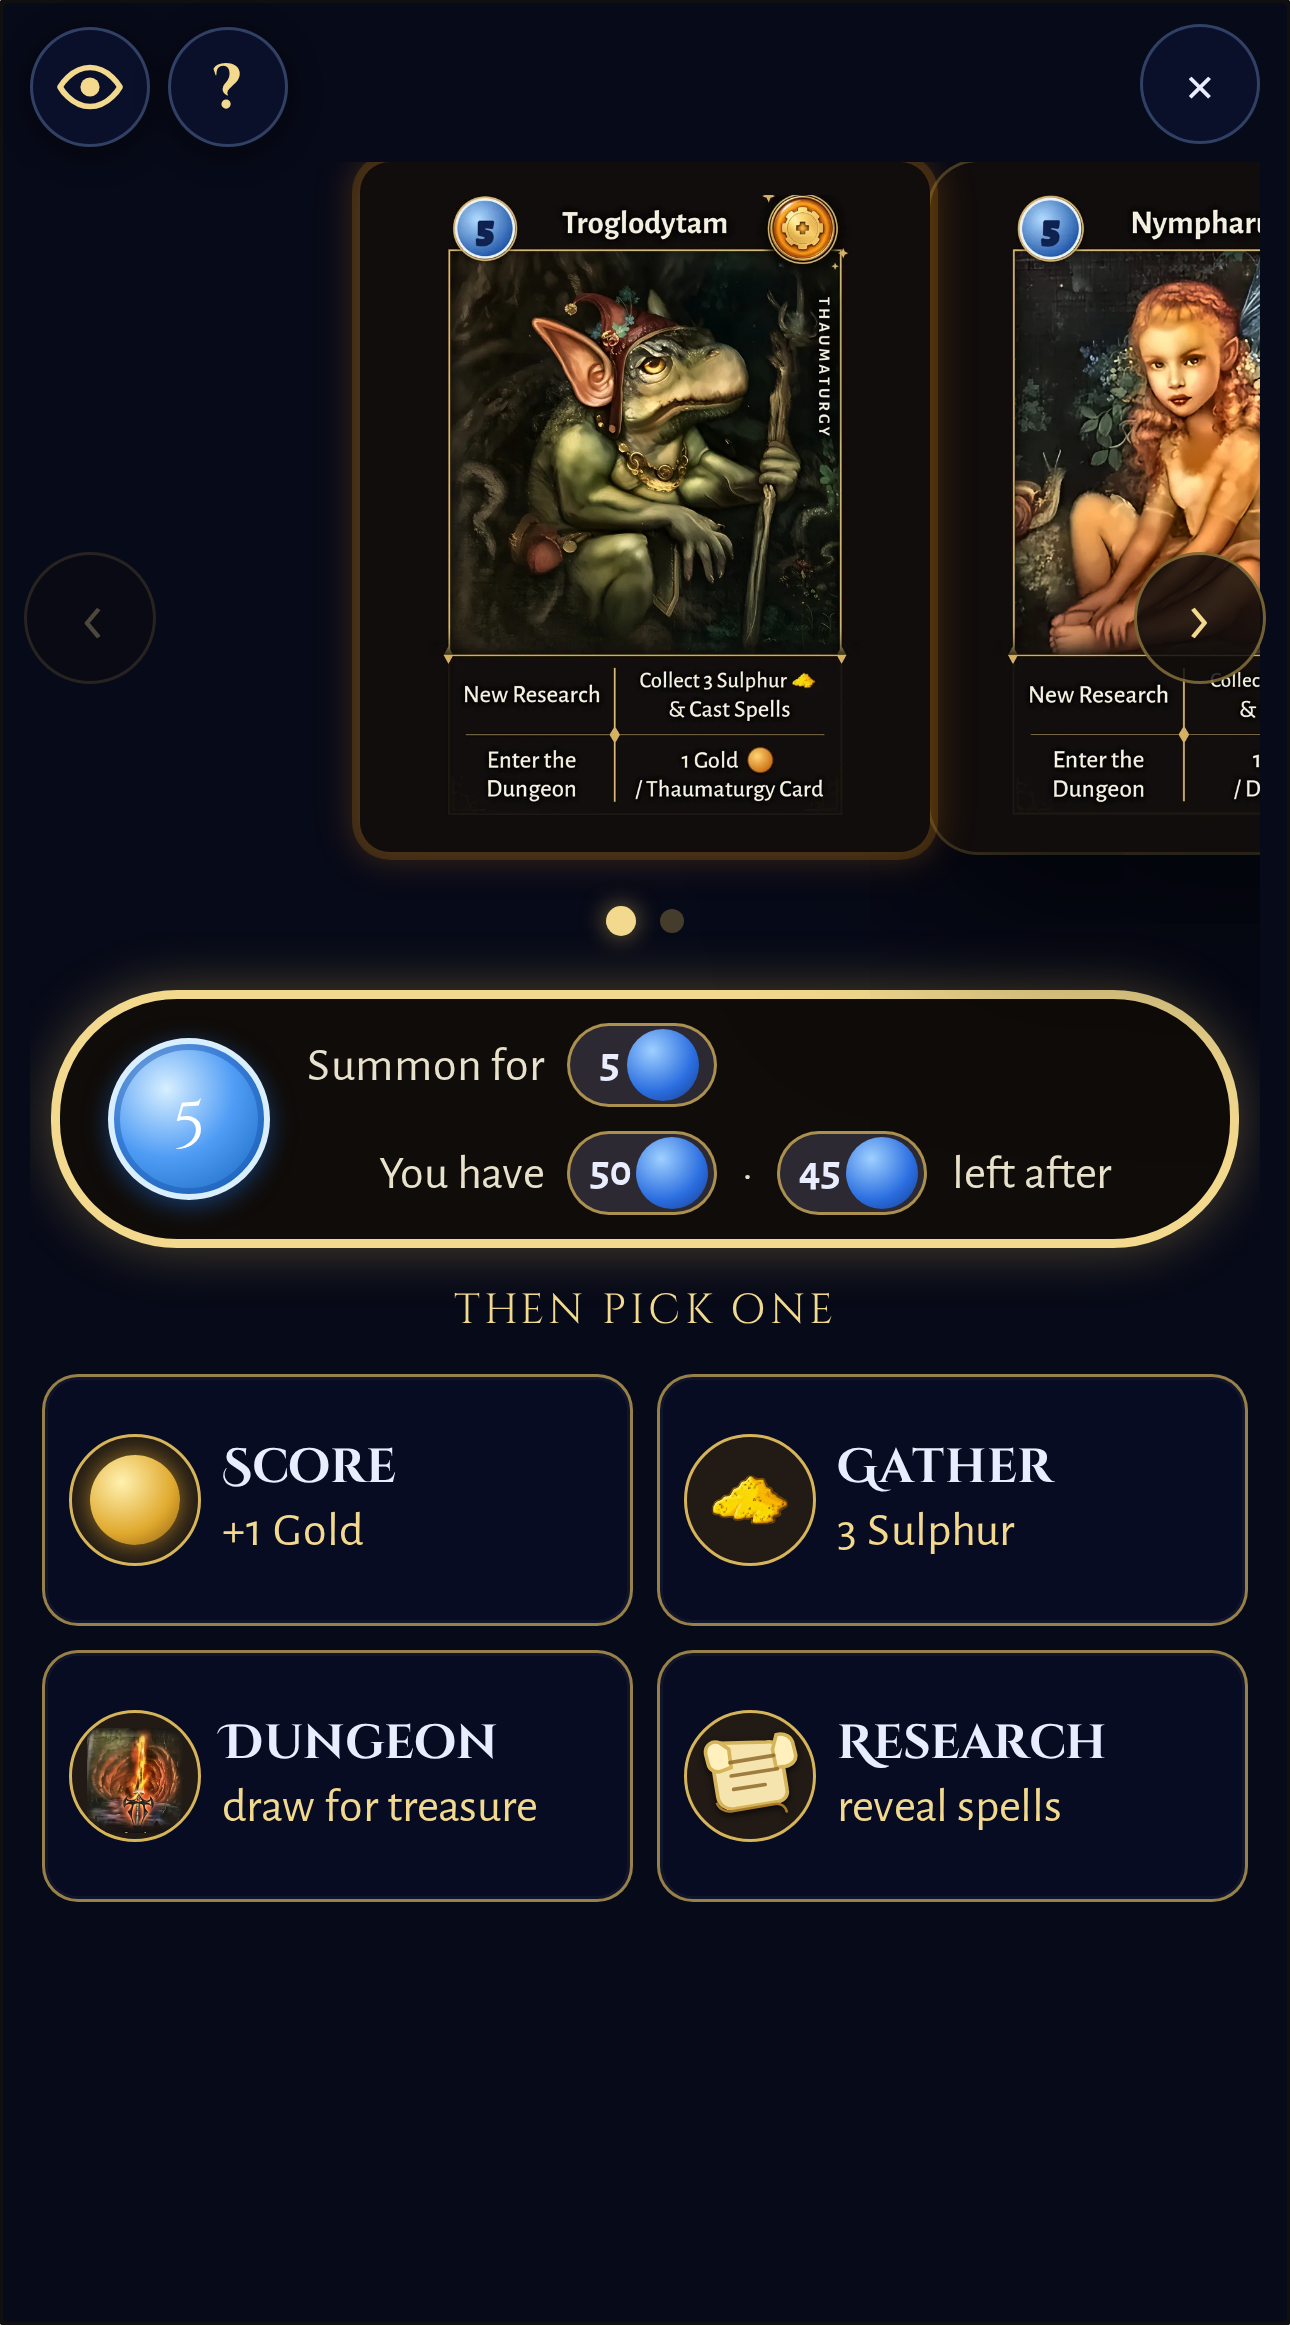 ?
×
5
Troglodytam
THAUMATURGY
New Research
Collect 3 Sulphur
& Cast Spells
Enter the
Dungeon
1 Gold
/ Thaumaturgy Card
5
New Research
&
Enter the
Dungeon
‹
›
5
Summon for 5
You have 50 · 45 left after
THEN PICK ONE
SCORE
+1 Gold
GATHER
3 Sulphur
DUNGEON
draw for treasure
RESEARCH
reveal spells